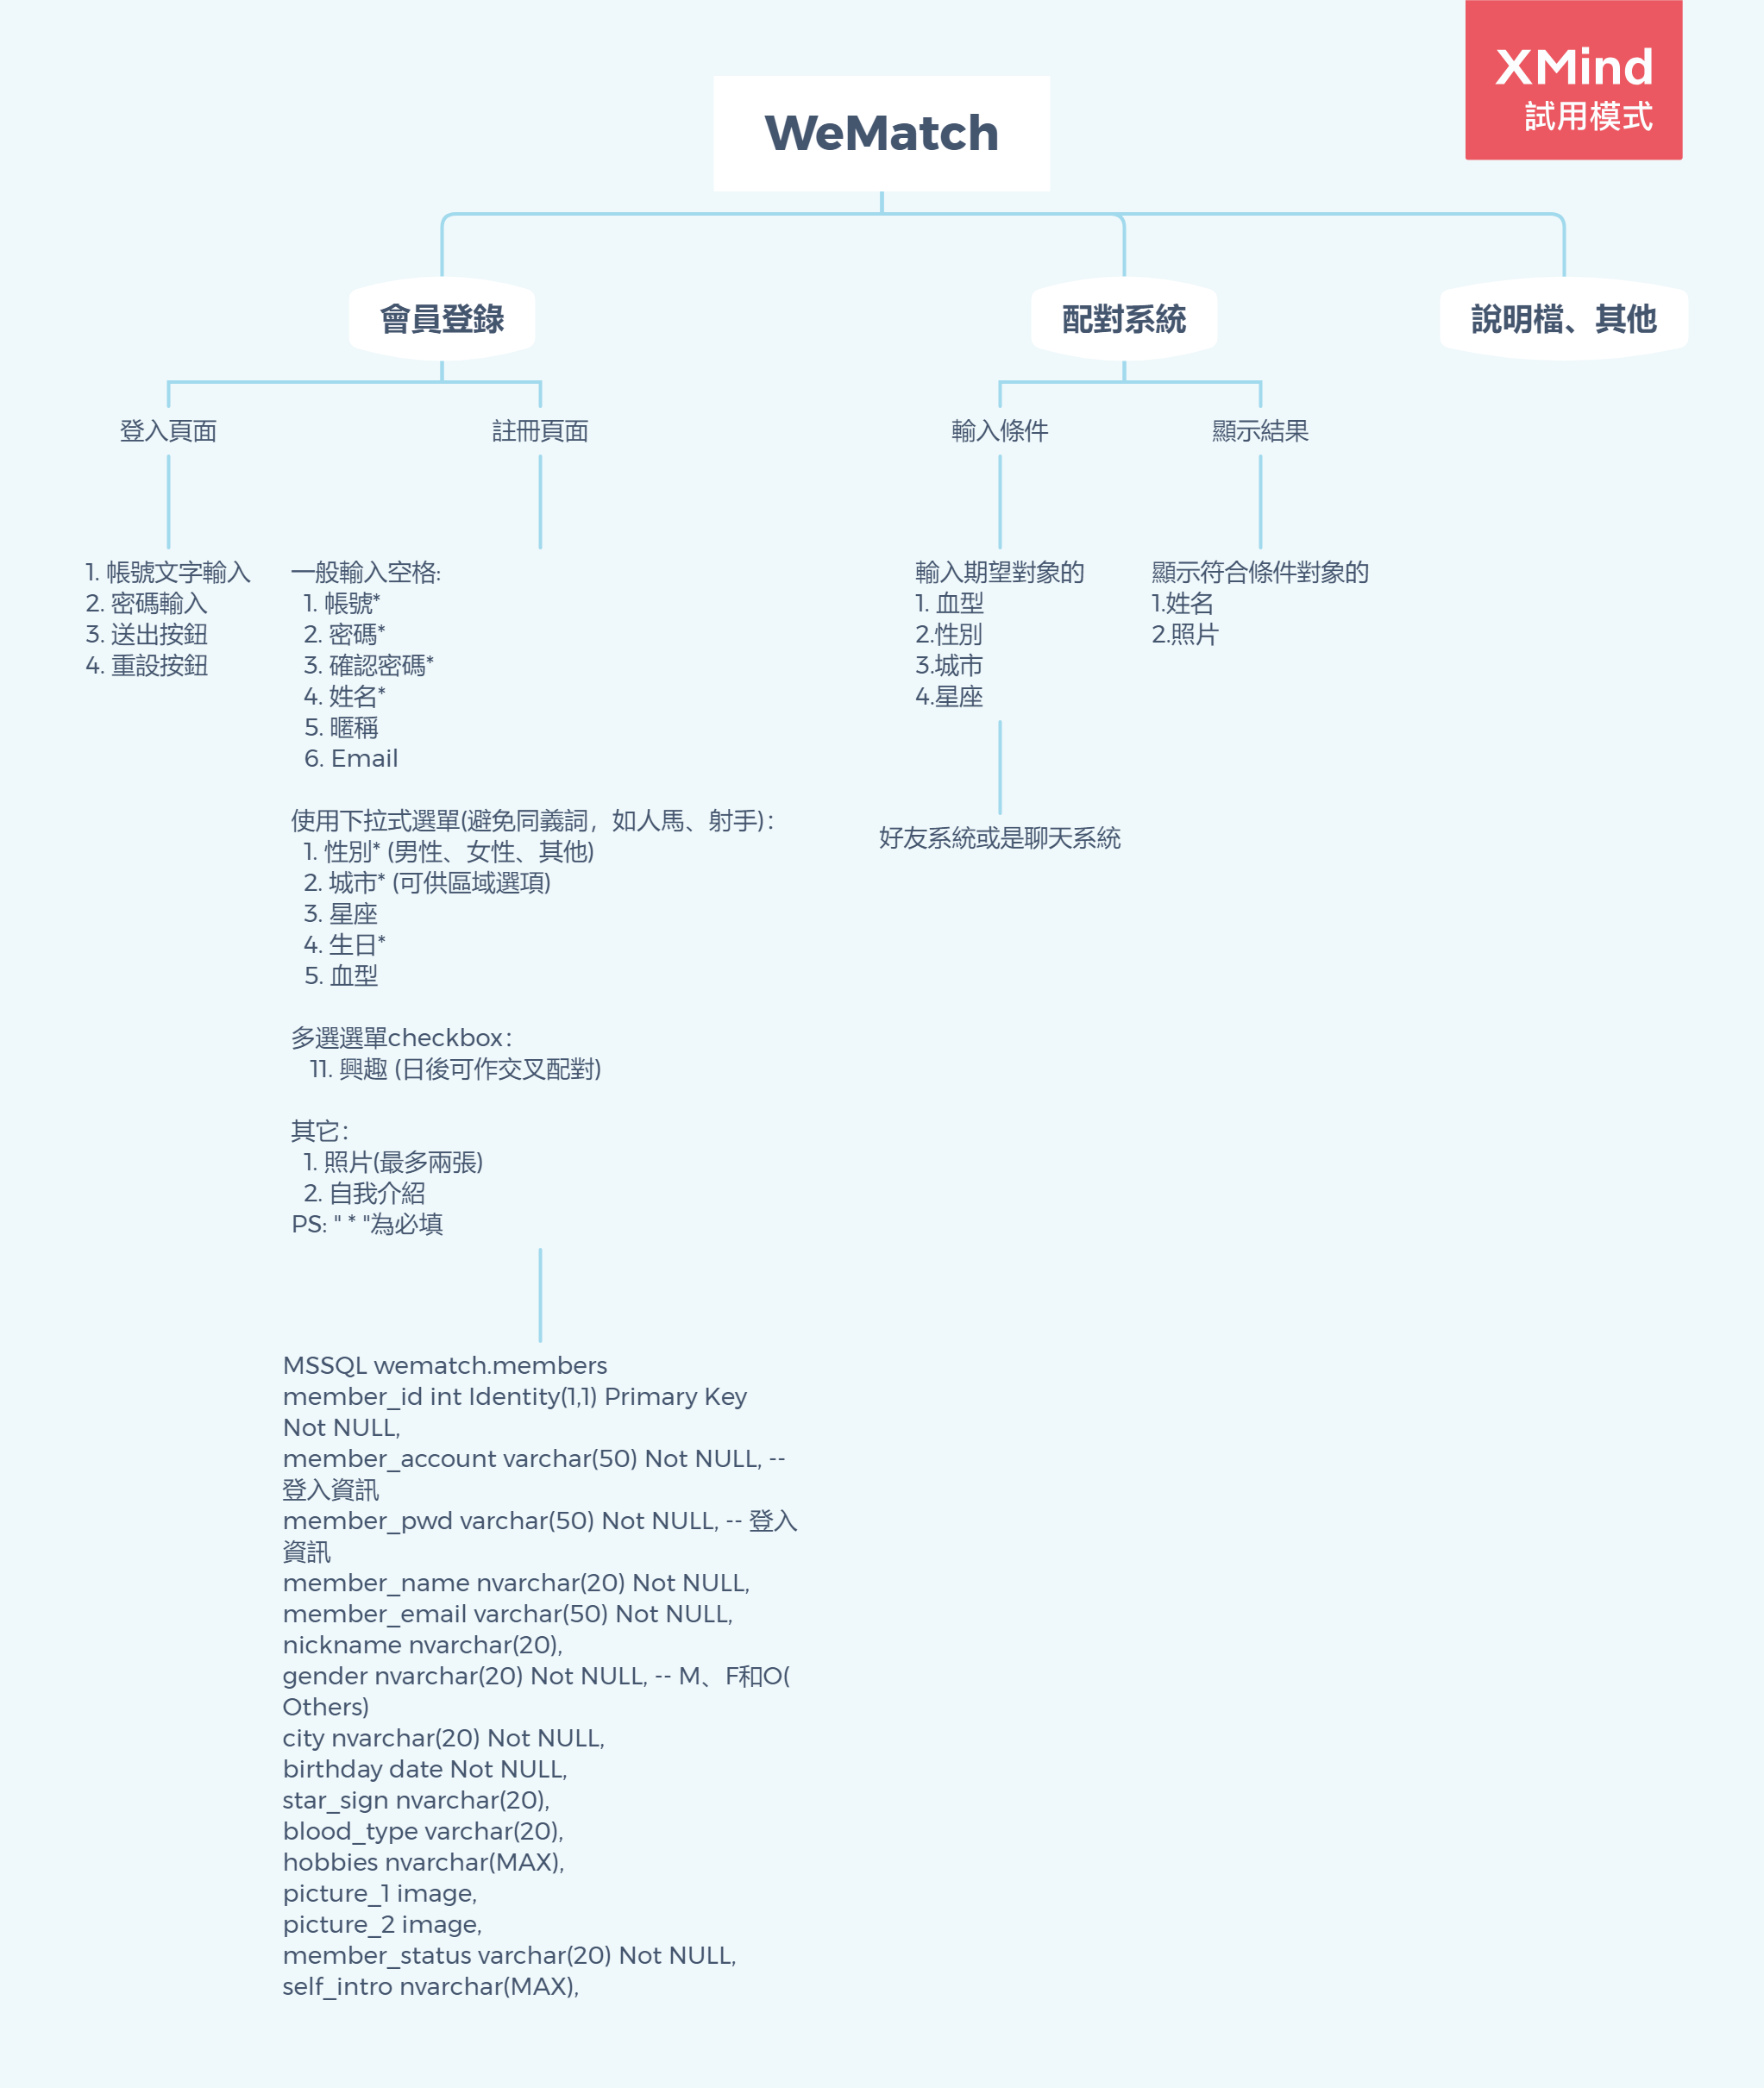 XMind
試用模式
WeMatch
會員登錄
配對系統
說明檔、其他
登入頁面
註冊頁面
輸入條件
顯示結果
1. 帳號文字輸入
2. 密碼輸入
3. 送出按鈕
4. 重設按鈕
一般輸入空格:
1. 帳號*
2. 密碼*
3. 確認密碼*
4. 姓名*
5. 暱稱
6. Email
使用下拉式選單(避免同義詞，如人馬、射手)：
1. 性別* (男性、女性、其他)
2. 城市* (可供區域選項)
3. 星座
4. 生日*
5. 血型
多選選單checkbox：
11. 興趣 (日後可作交叉配對)
其它：
1. 照片(最多兩張)
2. 自我介紹
PS: " * "為必填
MSSQL wematch.members
member_id int Identity(1,1) Primary Key
Not NULL,
member_account varchar(50) Not NULL, --
登入資訊
member_pwd varchar(50) Not NULL, -- 登入
資訊
member_name nvarchar(20) Not NULL,
member_email varchar(50) Not NULL,
nickname nvarchar(20),
gender nvarchar(20) Not NULL, -- M、F和O(
Others)
city nvarchar(20) Not NULL,
birthday date Not NULL,
star_sign nvarchar(20),
blood_type varchar(20),
hobbies nvarchar(MAX),
picture_1 image,
picture_2 image,
member_status varchar(20) Not NULL,
self_intro nvarchar(MAX),
輸入期望對象的
1. 血型
2.性別
3.城市
4.星座
好友系統或是聊天系統
顯示符合條件對象的
1.姓名
2.照片